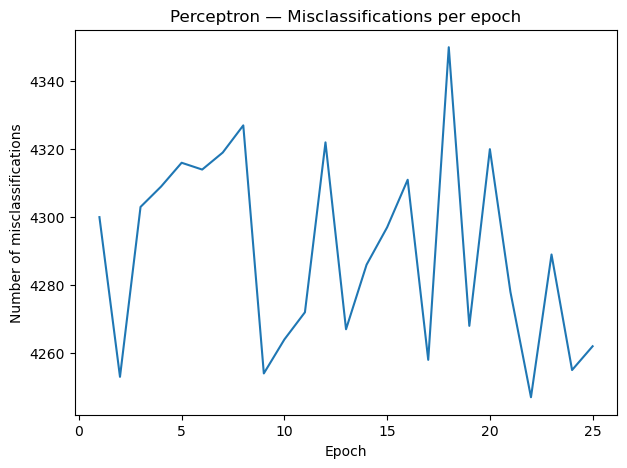 Perceptron — Misclassifications per epoch
Number of misclassifications
4340
4320
4300
4280
4260
0 5 10 15 20 25
Epoch